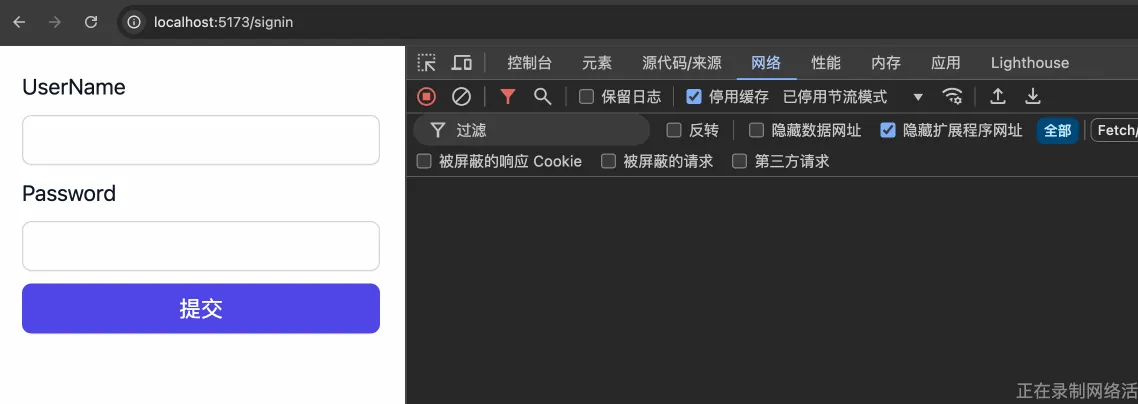 localhost:5173/signin
UserName
Password
提交
控制台 元素 源代码/来源 网络 性能 内存 应用 Lighthouse
保留日志 停用缓存 已停用节流模式
过滤 反转 隐藏数据网址 隐藏扩展程序网址 全部 Fetch/
被屏蔽的响应 Cookie 被屏蔽的请求 第三方请求
正在录制网络活